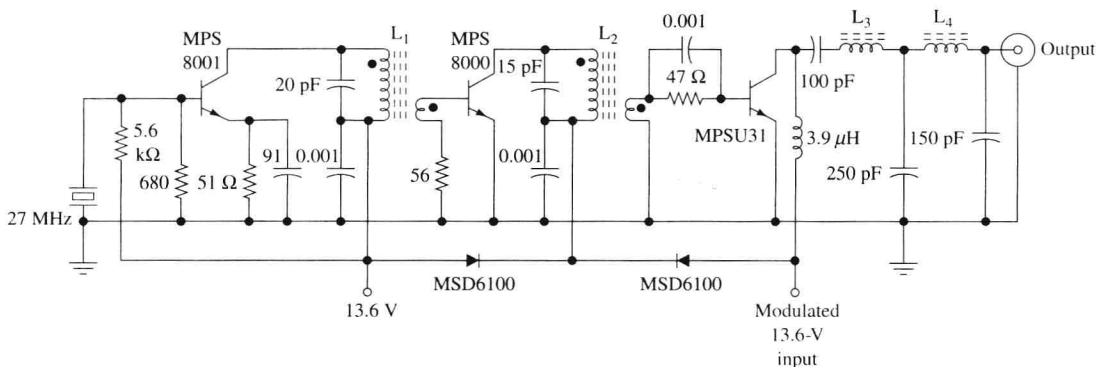 MPS
8001
L1
MPS
8000
L2
0.001
L3
L4
Output
20 pF
15 pF
47 Ω
100 pF
MPSU31
3.9 μH
5.6
kΩ
680
51 Ω
91
0.001
56
0.001
250 pF
150 pF
27 MHz
MSD6100
MSD6100
13.6 V
Modulated
13.6-V
input